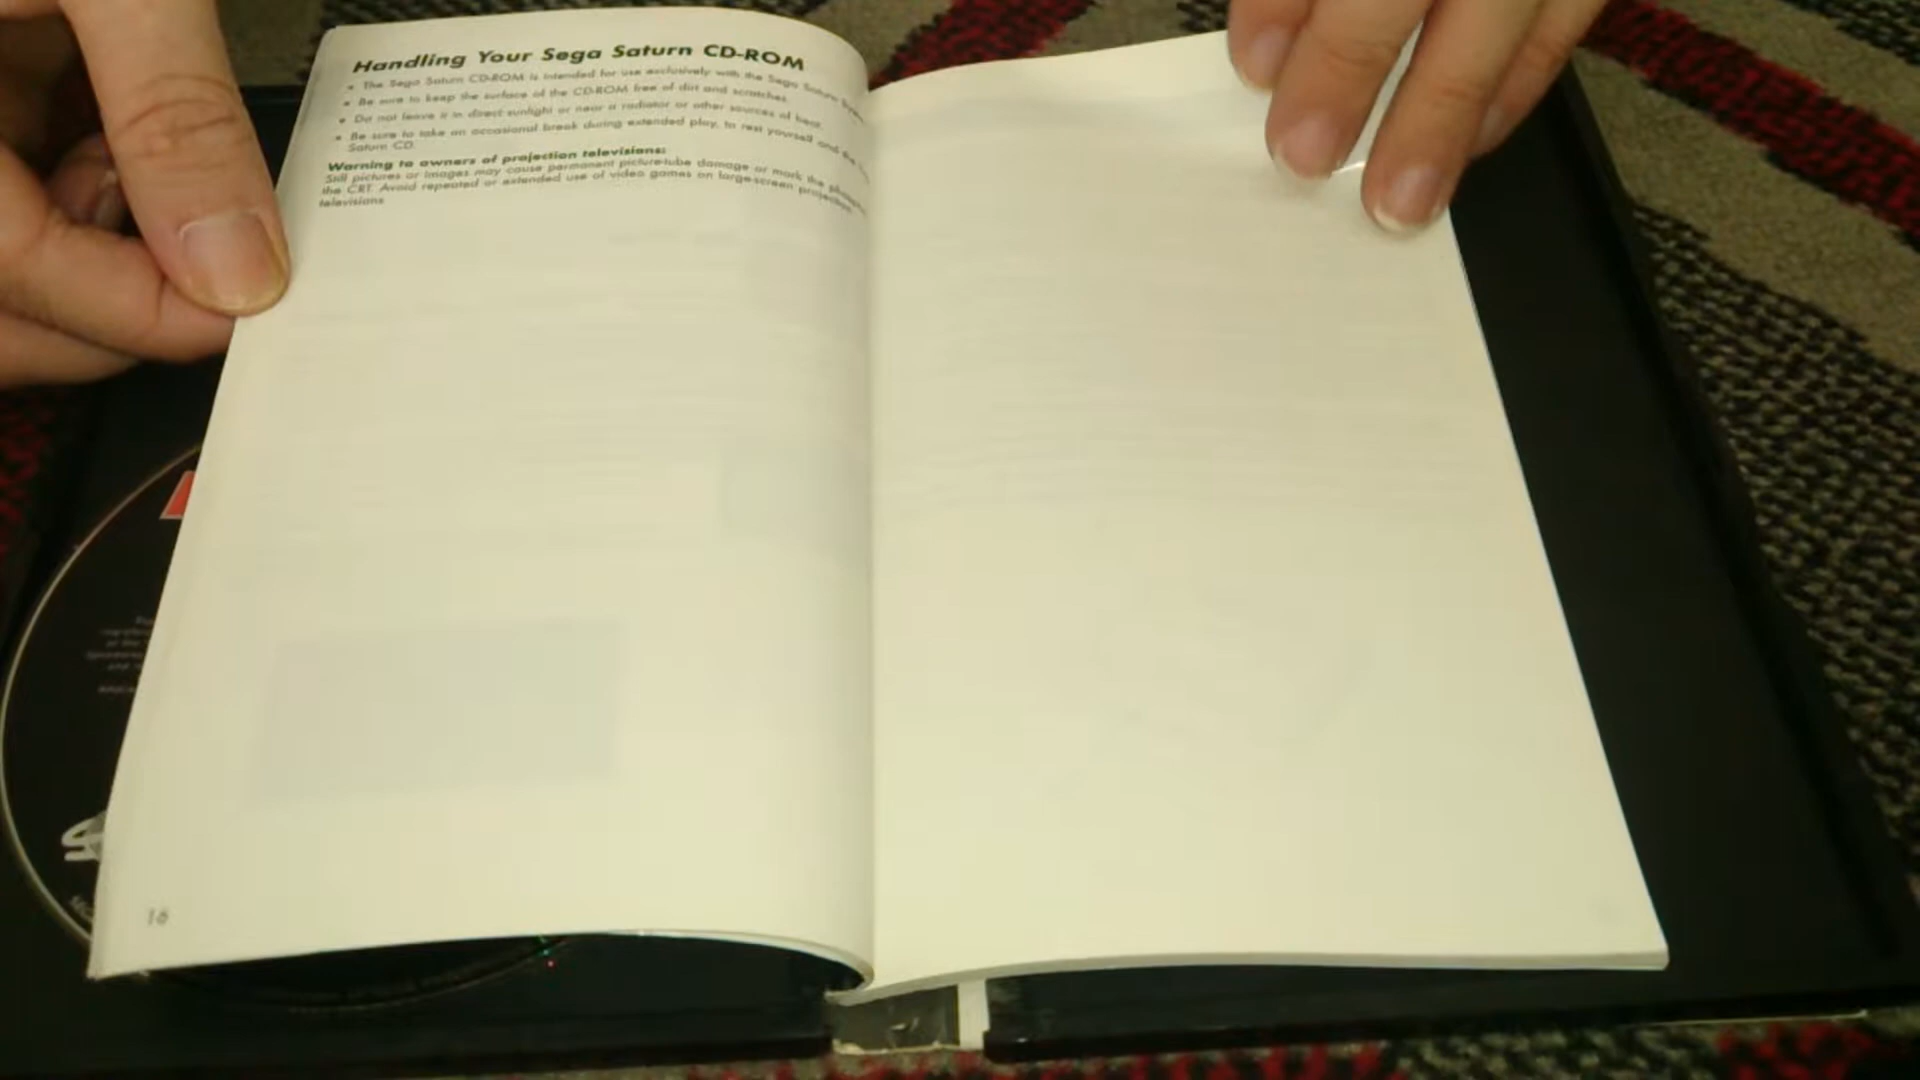 Handling Your Sega Saturn CD-ROM
• The Sega Saturn CD-ROM is intended for use exclusively with the Sega Saturn
• Be sure to keep the surface of the CD-ROM free of dirt and scratches.
• Do not leave it in direct sunlight or near a radiator or other sources of heat.
• Be sure to take an occasional break during extended play, to rest yourself and the
Saturn CD.
Warning to owners of projection televisions:
Still pictures or images may cause permanent picture-tube damage or mark the
the CRT. Avoid repeated or extended use of video games on large-screen projection
televisions.
16